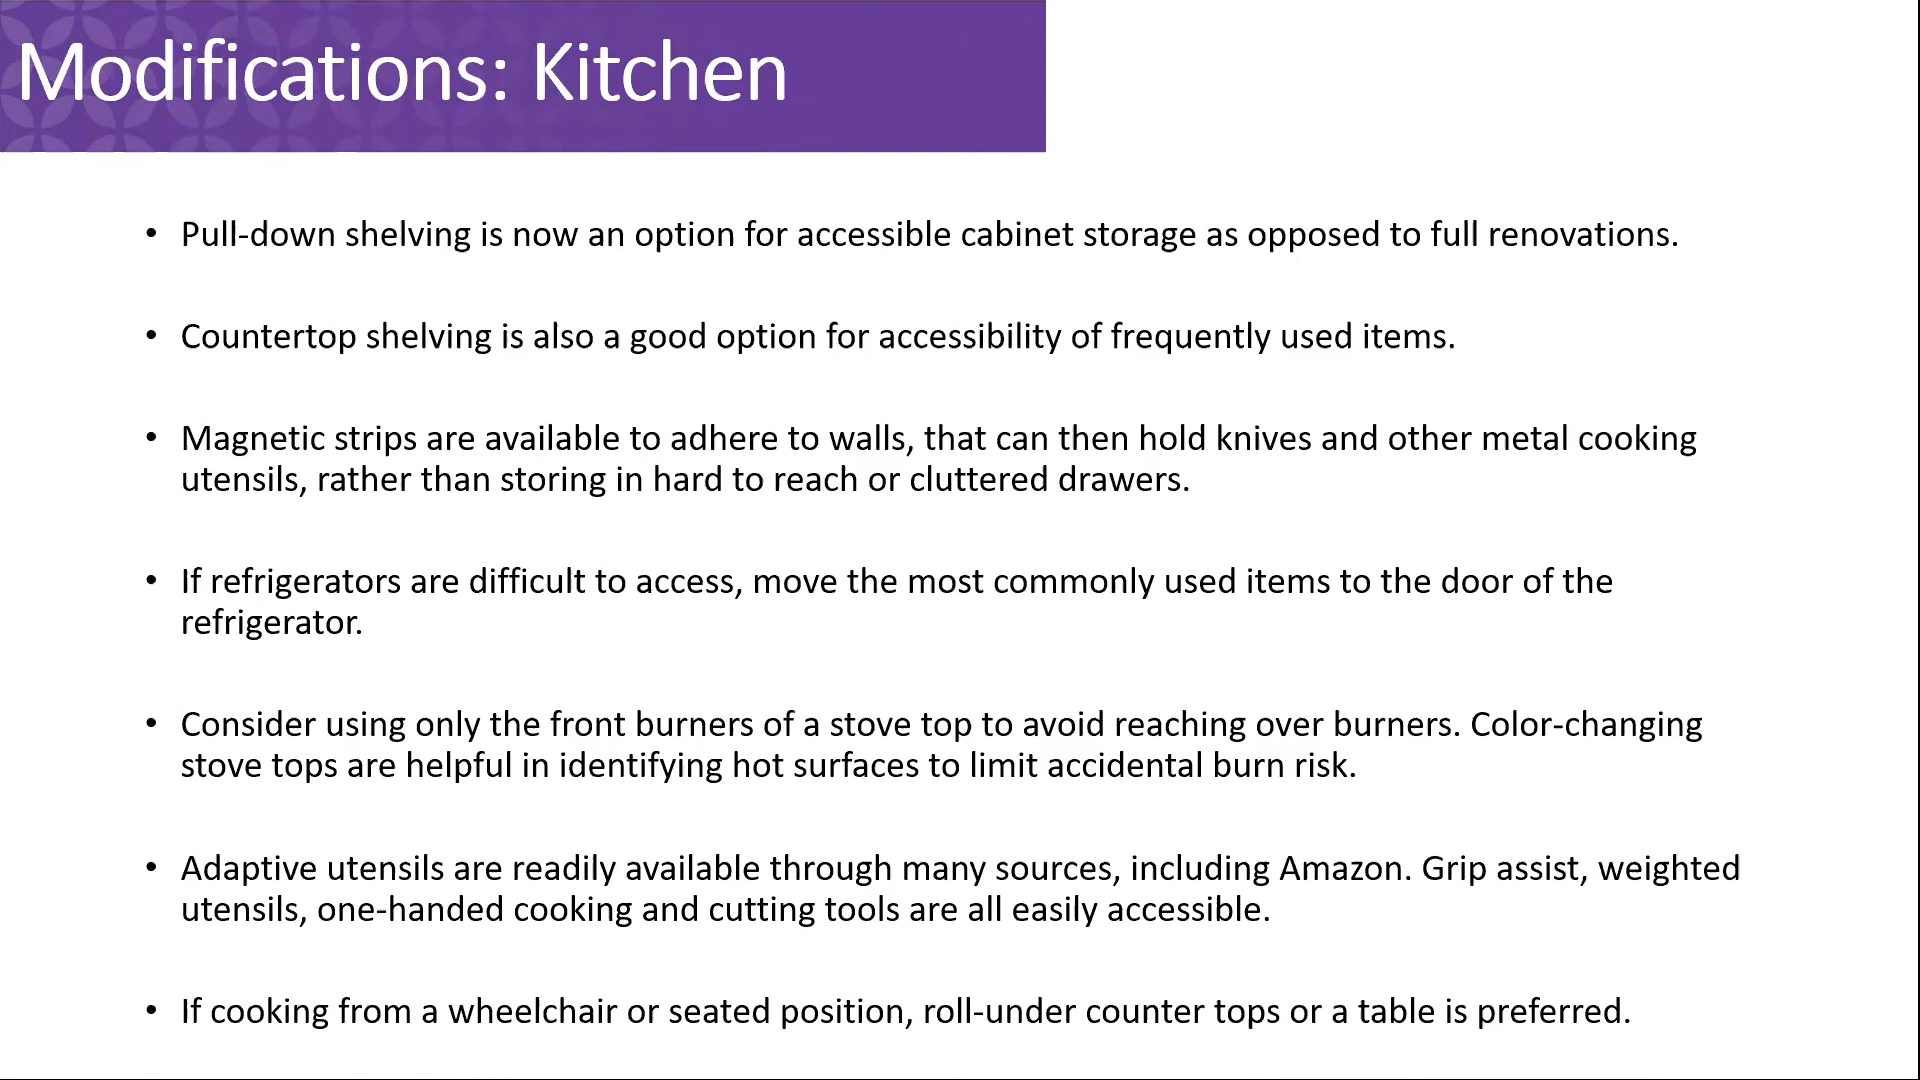 Modifications: Kitchen
• Pull-down shelving is now an option for accessible cabinet storage as opposed to full renovations.
• Countertop shelving is also a good option for accessibility of frequently used items.
• Magnetic strips are available to adhere to walls, that can then hold knives and other metal cooking
utensils, rather than storing in hard to reach or cluttered drawers.
• If refrigerators are difficult to access, move the most commonly used items to the door of the
refrigerator.
• Consider using only the front burners of a stove top to avoid reaching over burners. Color-changing
stove tops are helpful in identifying hot surfaces to limit accidental burn risk.
• Adaptive utensils are readily available through many sources, including Amazon. Grip assist, weighted
utensils, one-handed cooking and cutting tools are all easily accessible.
• If cooking from a wheelchair or seated position, roll-under counter tops or a table is preferred.